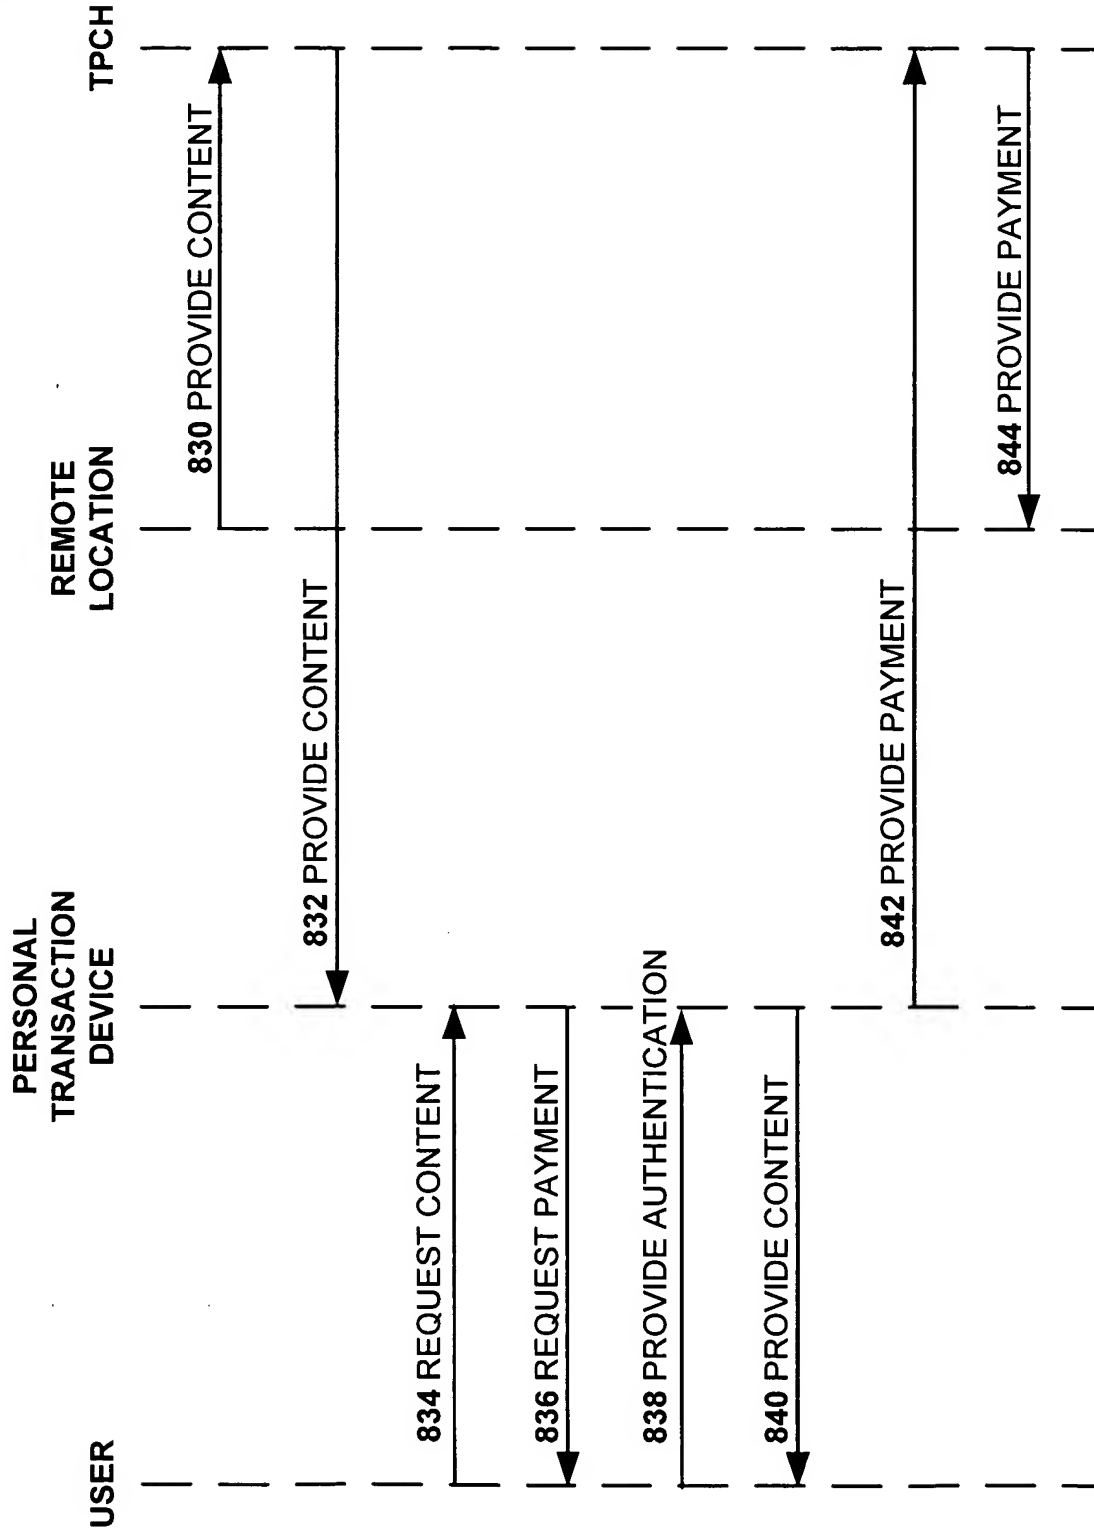 USER
PERSONAL
TRANSACTION
DEVICE
REMOTE
LOCATION
TPCH
830 PROVIDE CONTENT
832 PROVIDE CONTENT
834 REQUEST CONTENT
836 REQUEST PAYMENT
838 PROVIDE AUTHENTICATION
840 PROVIDE CONTENT
842 PROVIDE PAYMENT
844 PROVIDE PAYMENT